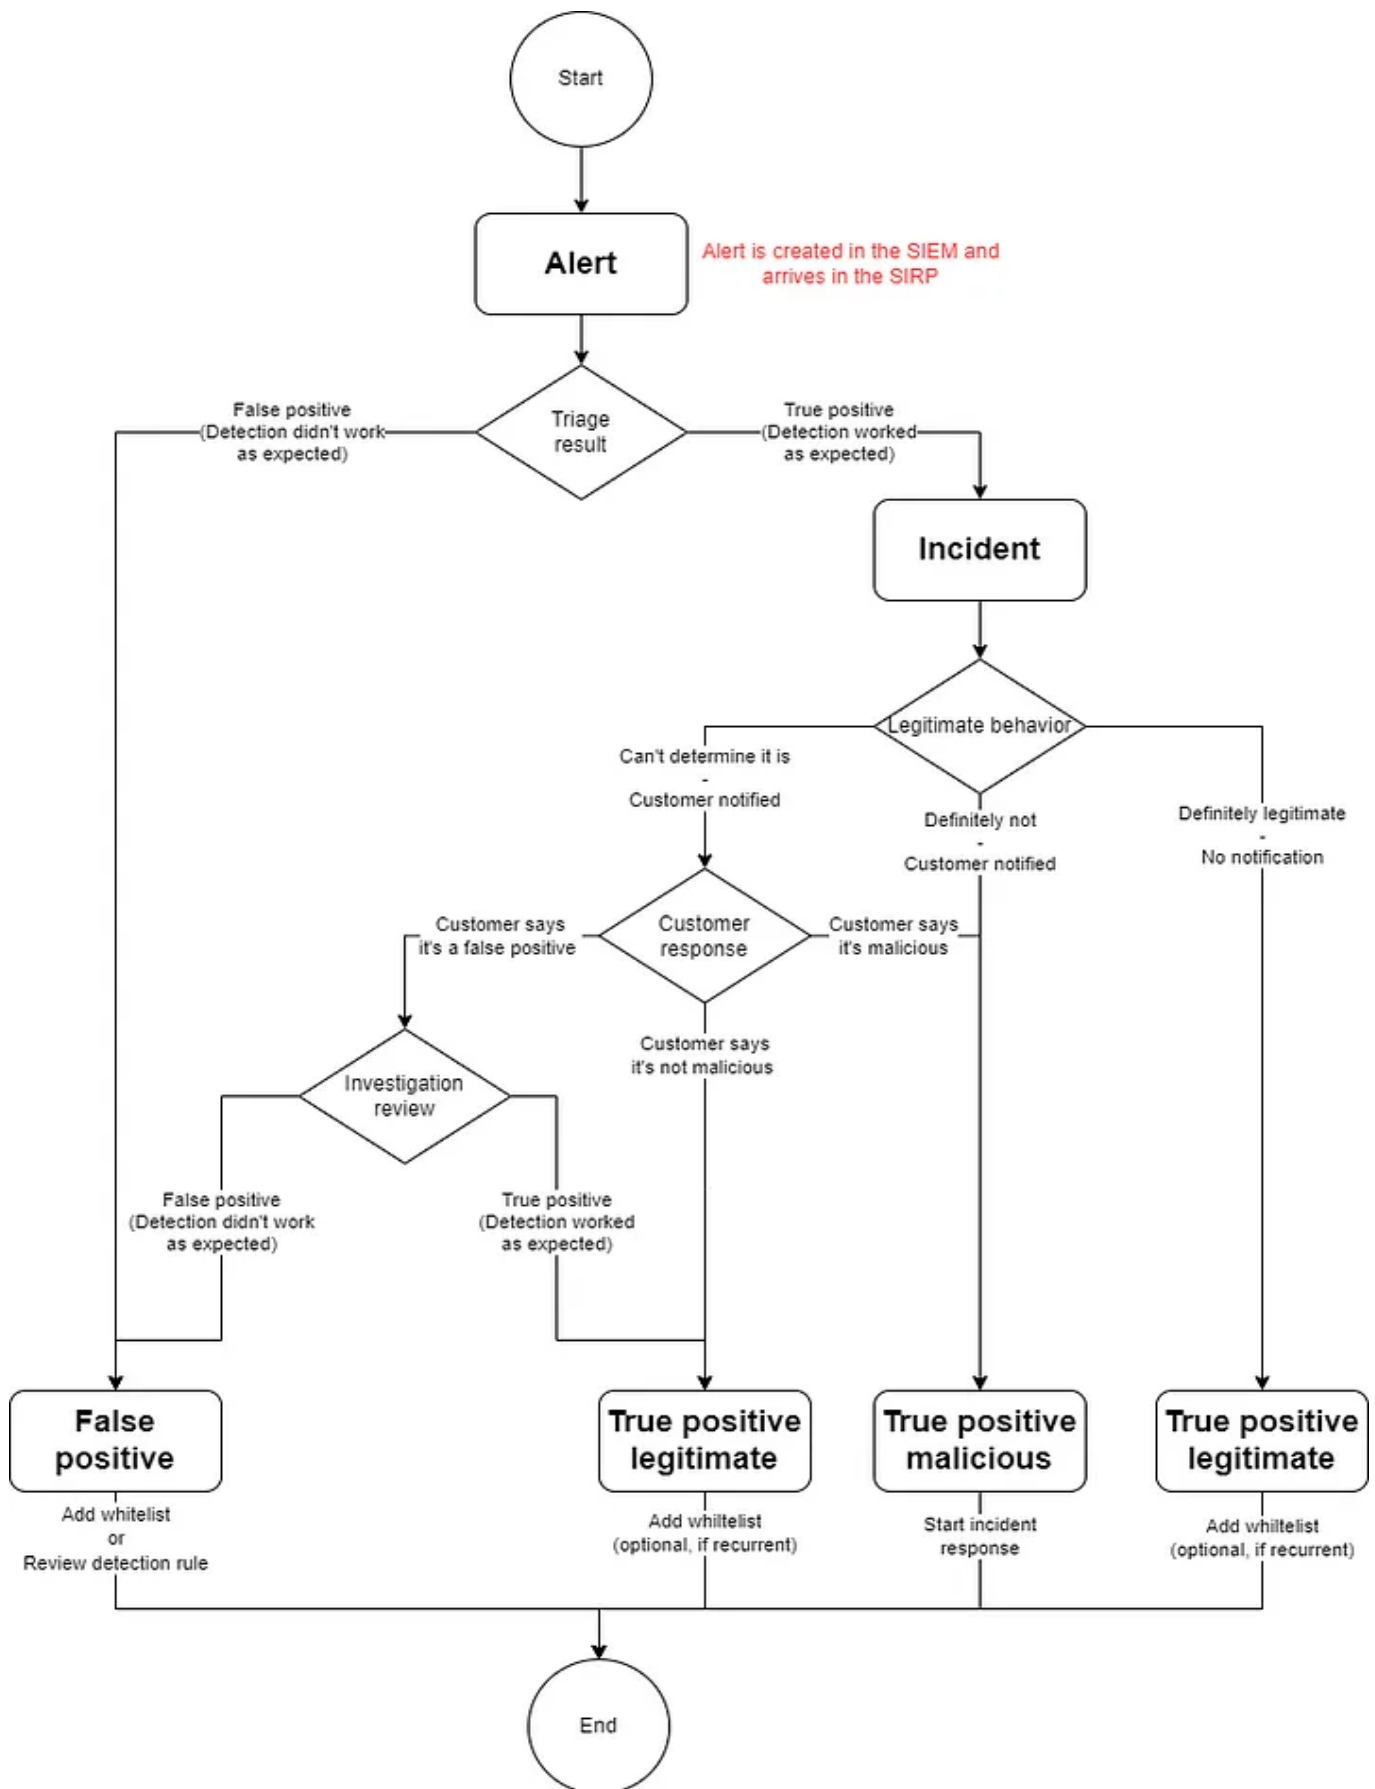 Start
Alert
Alert is created in the SIEM and
arrives in the SIRP
False positive
(Detection didn't work
as expected)
Triage
result
True positive
(Detection worked
as expected)
Incident
Legitimate behavior
Can't determine it is
-
Customer notified
Definitely not
-
Customer notified
Definitely legitimate
-
No notification
Customer says
it's a false positive
Customer
response
Customer says
it's malicious
Customer says
it's not malicious
Investigation
review
False positive
(Detection didn't work
as expected)
True positive
(Detection worked
as expected)
False
positive
True positive
legitimate
True positive
malicious
True positive
legitimate
Add whitelist
or
Review detection rule
Add whiltelist
(optional, if recurrent)
Start incident
response
Add whiltelist
(optional, if recurrent)
End